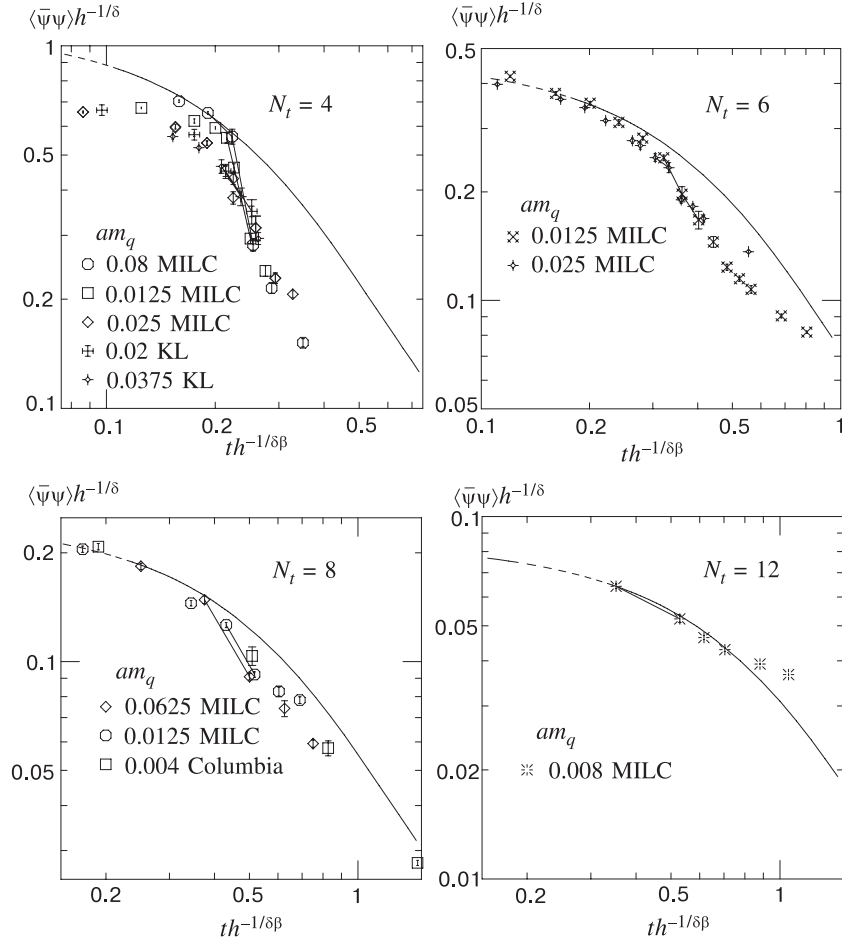 ⟨ψ̄ψ⟩h^{-1/δ}
1
0.5
0.2
0.1
N_t = 4
am_q
0.08 MILC
0.0125 MILC
0.025 MILC
0.02 KL
0.0375 KL
0.1 0.2 0.5
th^{-1/δβ}
⟨ψ̄ψ⟩h^{-1/δ}
0.5
0.2
0.1
0.05
N_t = 6
am_q
0.0125 MILC
0.025 MILC
0.1 0.2 0.5 1
th^{-1/δβ}
⟨ψ̄ψ⟩h^{-1/δ}
0.2
0.1
0.05
N_t = 8
am_q
0.0625 MILC
0.0125 MILC
0.004 Columbia
0.2 0.5 1
th^{-1/δβ}
⟨ψ̄ψ⟩h^{-1/δ}
0.1
0.05
0.02
0.01
N_t = 12
am_q
0.008 MILC
0.2 0.5 1
th^{-1/δβ}